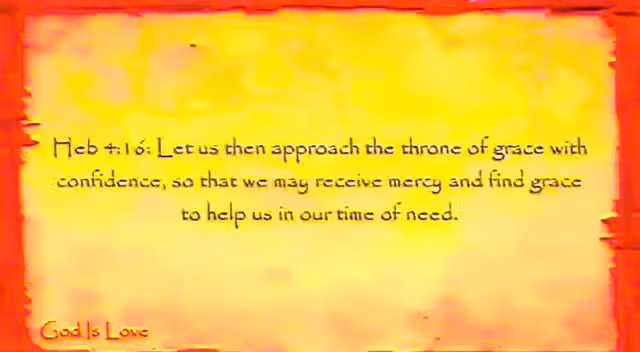 Heb 4:16: Let us then approach the throne of grace with
confidence, so that we may receive mercy and find grace
to help us in our time of need.
God Is Love